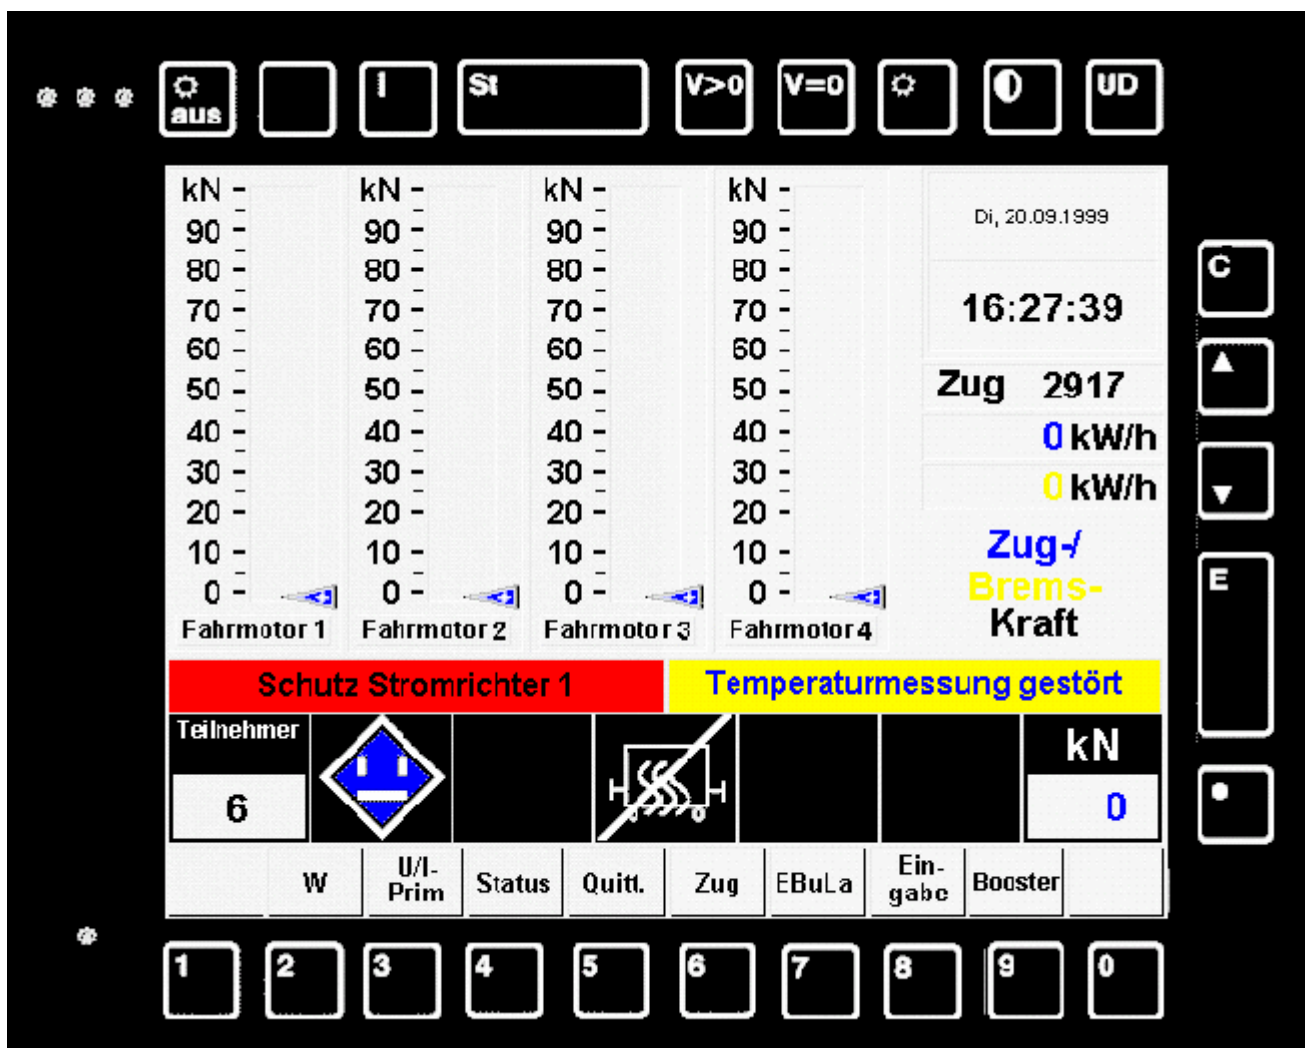 aus
I
St
V>0
V=0
UD
kN
90
80
70
60
50
40
30
20
10
0
Fahrmotor 1
kN
90
80
70
60
50
40
30
20
10
0
Fahrmotor 2
kN
90
80
70
60
50
40
30
20
10
0
Fahrmotor 3
kN
90
80
70
60
50
40
30
20
10
0
Fahrmotor 4
Di, 20.09.1999
16:27:39
Zug 2917
0 kW/h
0 kW/h
Zug-/
Brems-
Kraft
C
E
Schutz Stromrichter 1
Temperaturmessung gestört
Teilnehmer
6
kN
0
W
U/I-
Prim
Status
Quitt.
Zug
EBuLa
Ein-
gabe
Booster
1
2
3
4
5
6
7
8
9
0